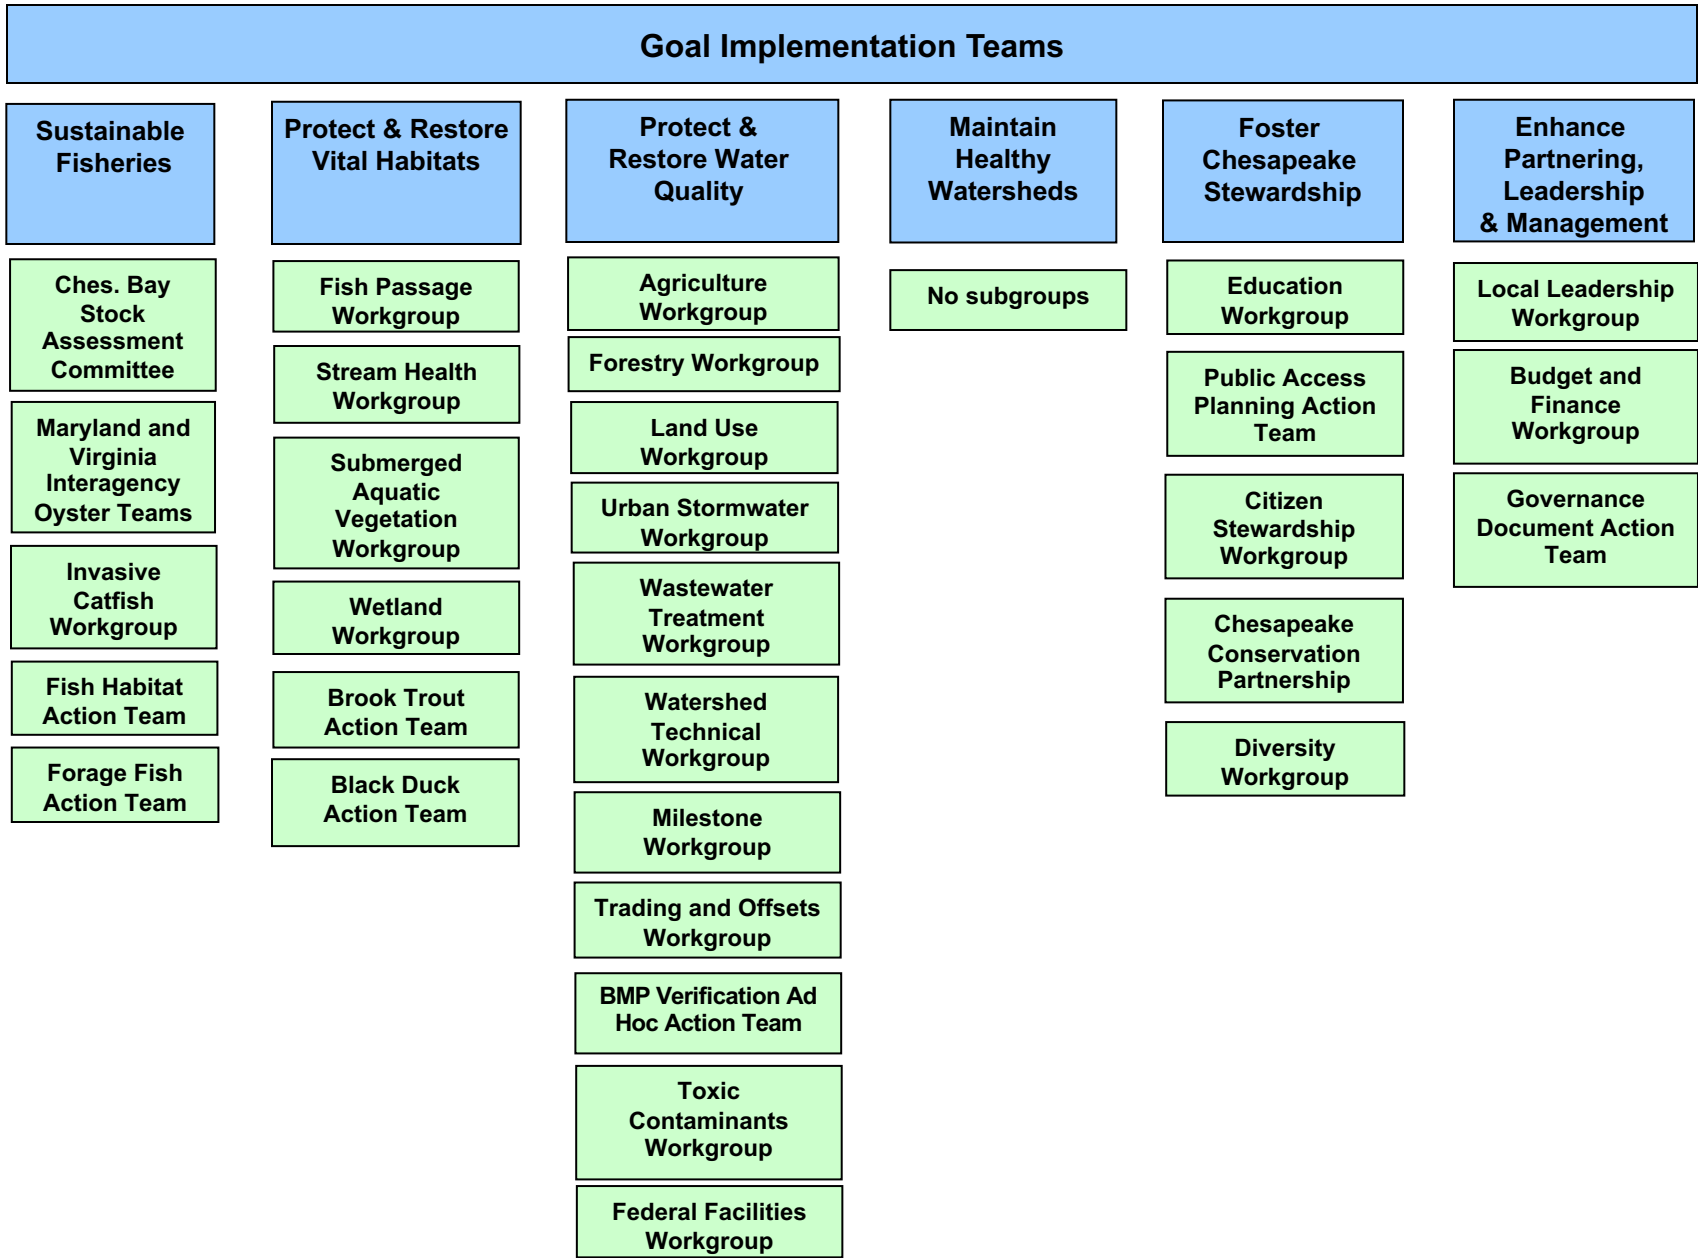 Goal Implementation Teams
Sustainable
Fisheries
Ches. Bay
Stock
Assessment
Committee
Maryland and
Virginia
Interagency
Oyster Teams
Invasive
Catfish
Workgroup
Fish Habitat
Action Team
Forage Fish
Action Team
Protect & Restore
Vital Habitats
Fish Passage
Workgroup
Stream Health
Workgroup
Submerged
Aquatic
Vegetation
Workgroup
Wetland
Workgroup
Brook Trout
Action Team
Black Duck
Action Team
Protect &
Restore Water
Quality
Agriculture
Workgroup
Forestry Workgroup
Land Use
Workgroup
Urban Stormwater
Workgroup
Wastewater
Treatment
Workgroup
Watershed
Technical
Workgroup
Milestone
Workgroup
Trading and Offsets
Workgroup
BMP Verification Ad
Hoc Action Team
Toxic
Contaminants
Workgroup
Federal Facilities
Workgroup
Maintain
Healthy
Watersheds
No subgroups
Foster
Chesapeake
Stewardship
Education
Workgroup
Public Access
Planning Action
Team
Citizen
Stewardship
Workgroup
Chesapeake
Conservation
Partnership
Diversity
Workgroup
Enhance
Partnering,
Leadership
& Management
Local Leadership
Workgroup
Budget and
Finance
Workgroup
Governance
Document Action
Team